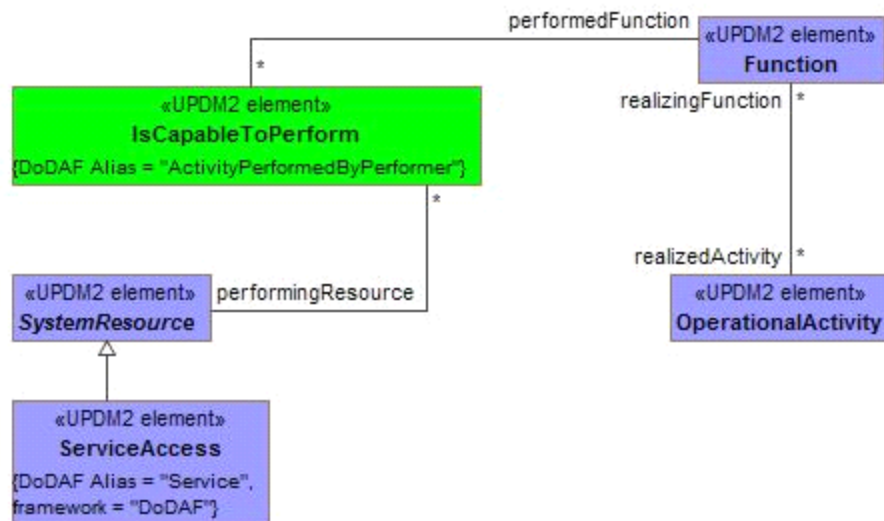 performedFunction
«UPDM2 element»
Function
*
«UPDM2 element»
IsCapableToPerform
{DoDAF Alias = "ActivityPerformedByPerformer"}
realizingFunction
*
*
realizedActivity
*
«UPDM2 element»
SystemResource
performingResource
«UPDM2 element»
OperationalActivity
«UPDM2 element»
ServiceAccess
{DoDAF Alias = "Service",
framework = "DoDAF"}